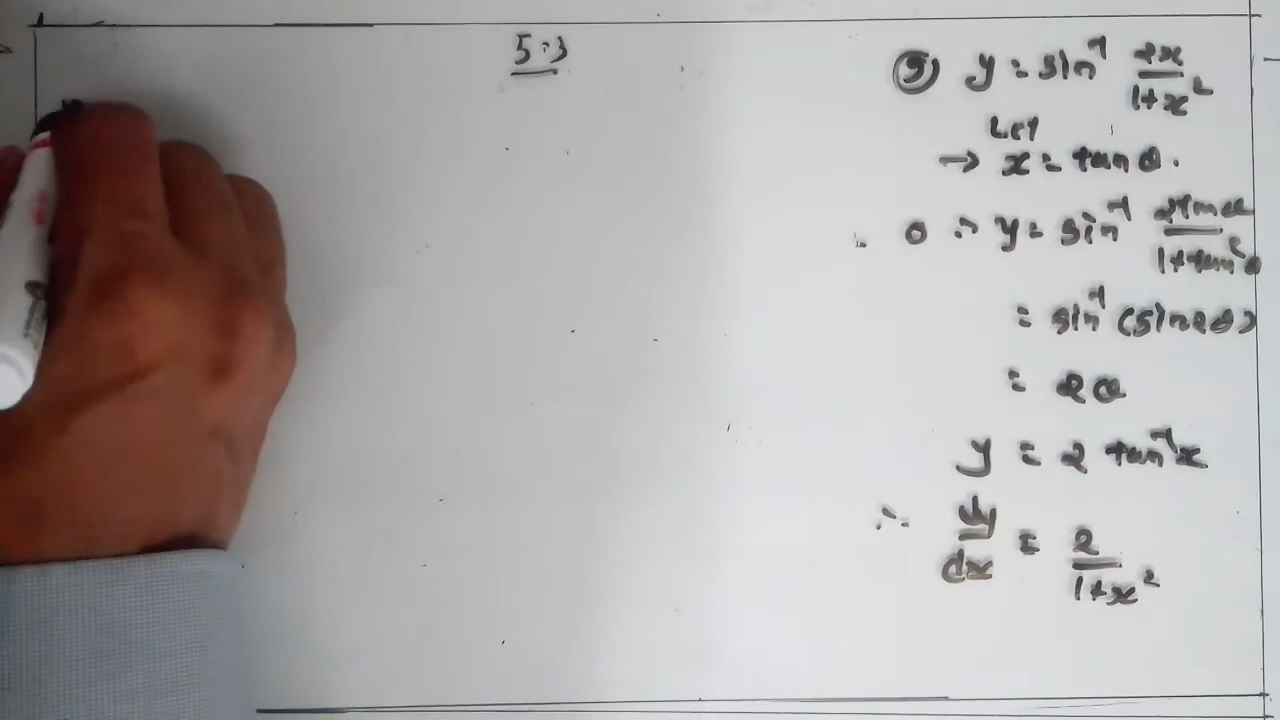 5.3
⑨ y = sin⁻¹ 2x/1+x²
Let
→ x = tan θ.
∴ y = sin⁻¹ 2tanθ/1+tan²θ
= sin⁻¹ (sin2θ)
= 2θ
y = 2 tan⁻¹x
∴ dy/dx = 2/1+x²